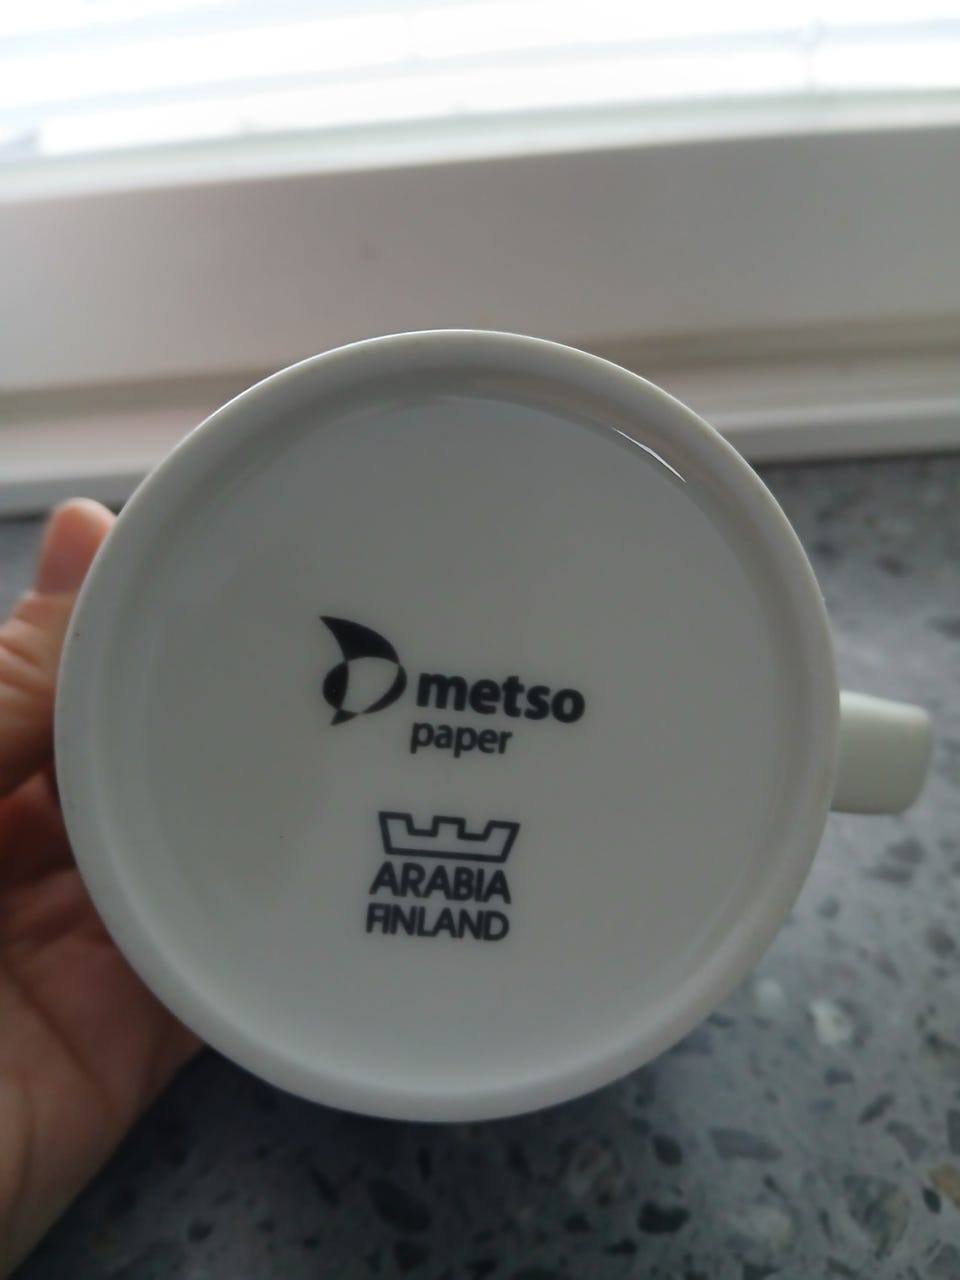 metso
paper
ARABIA
FINLAND